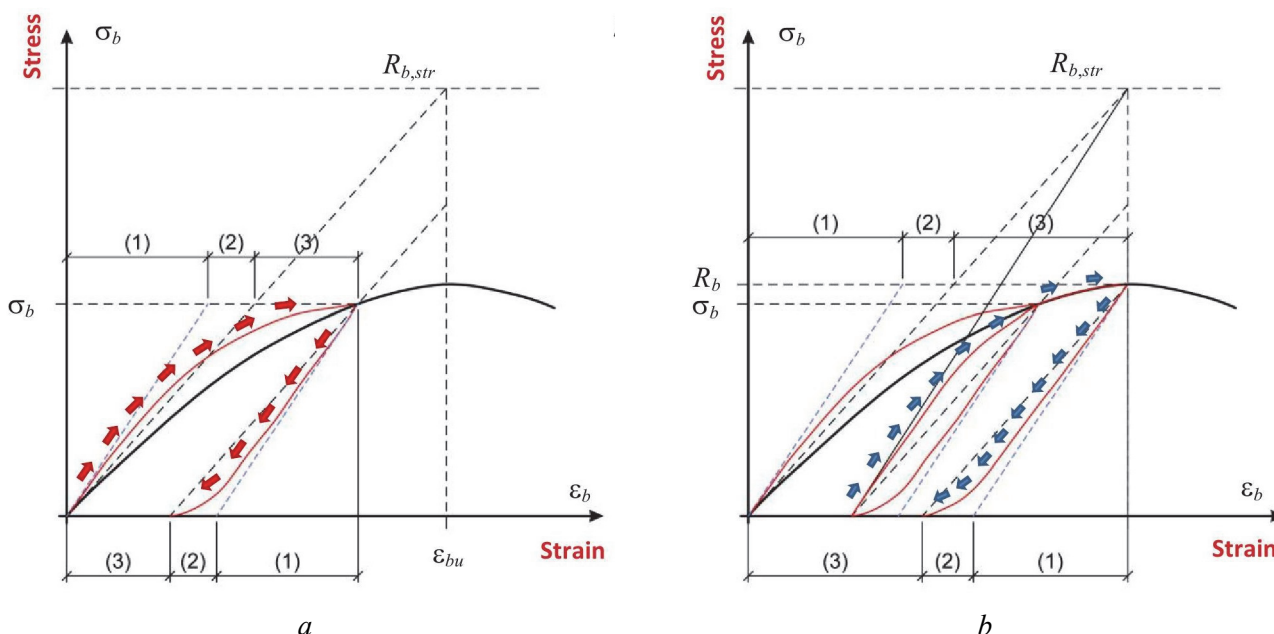 Stress
σb
Rb,str
(1) (2) (3)
σb
εb
Strain
(3) (2) (1)
εbu
a
Stress
σb
Rb,str
(1) (2) (3)
Rb
σb
εb
Strain
(3) (2) (1)
b